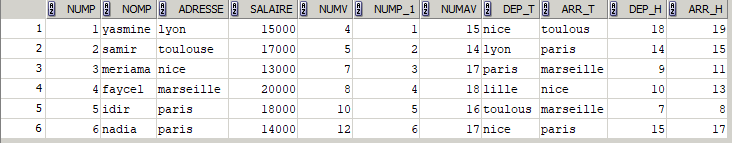 NUMP NOMP ADRESSE SALAIRE NUMV NUMP_1 NUMAV DEP_T ARR_T DEP_H ARR_H
1 1 yasmine lyon 15000 4 1 15 nice toulous 18 19
2 2 samir toulouse 17000 5 2 14 lyon paris 14 15
3 3 meriama nice 13000 7 3 17 paris marseille 9 11
4 4 faycel marseille 20000 8 4 18 lille nice 10 13
5 5 idir paris 18000 10 5 16 toulous marseille 7 8
6 6 nadia paris 14000 12 6 17 nice paris 15 17